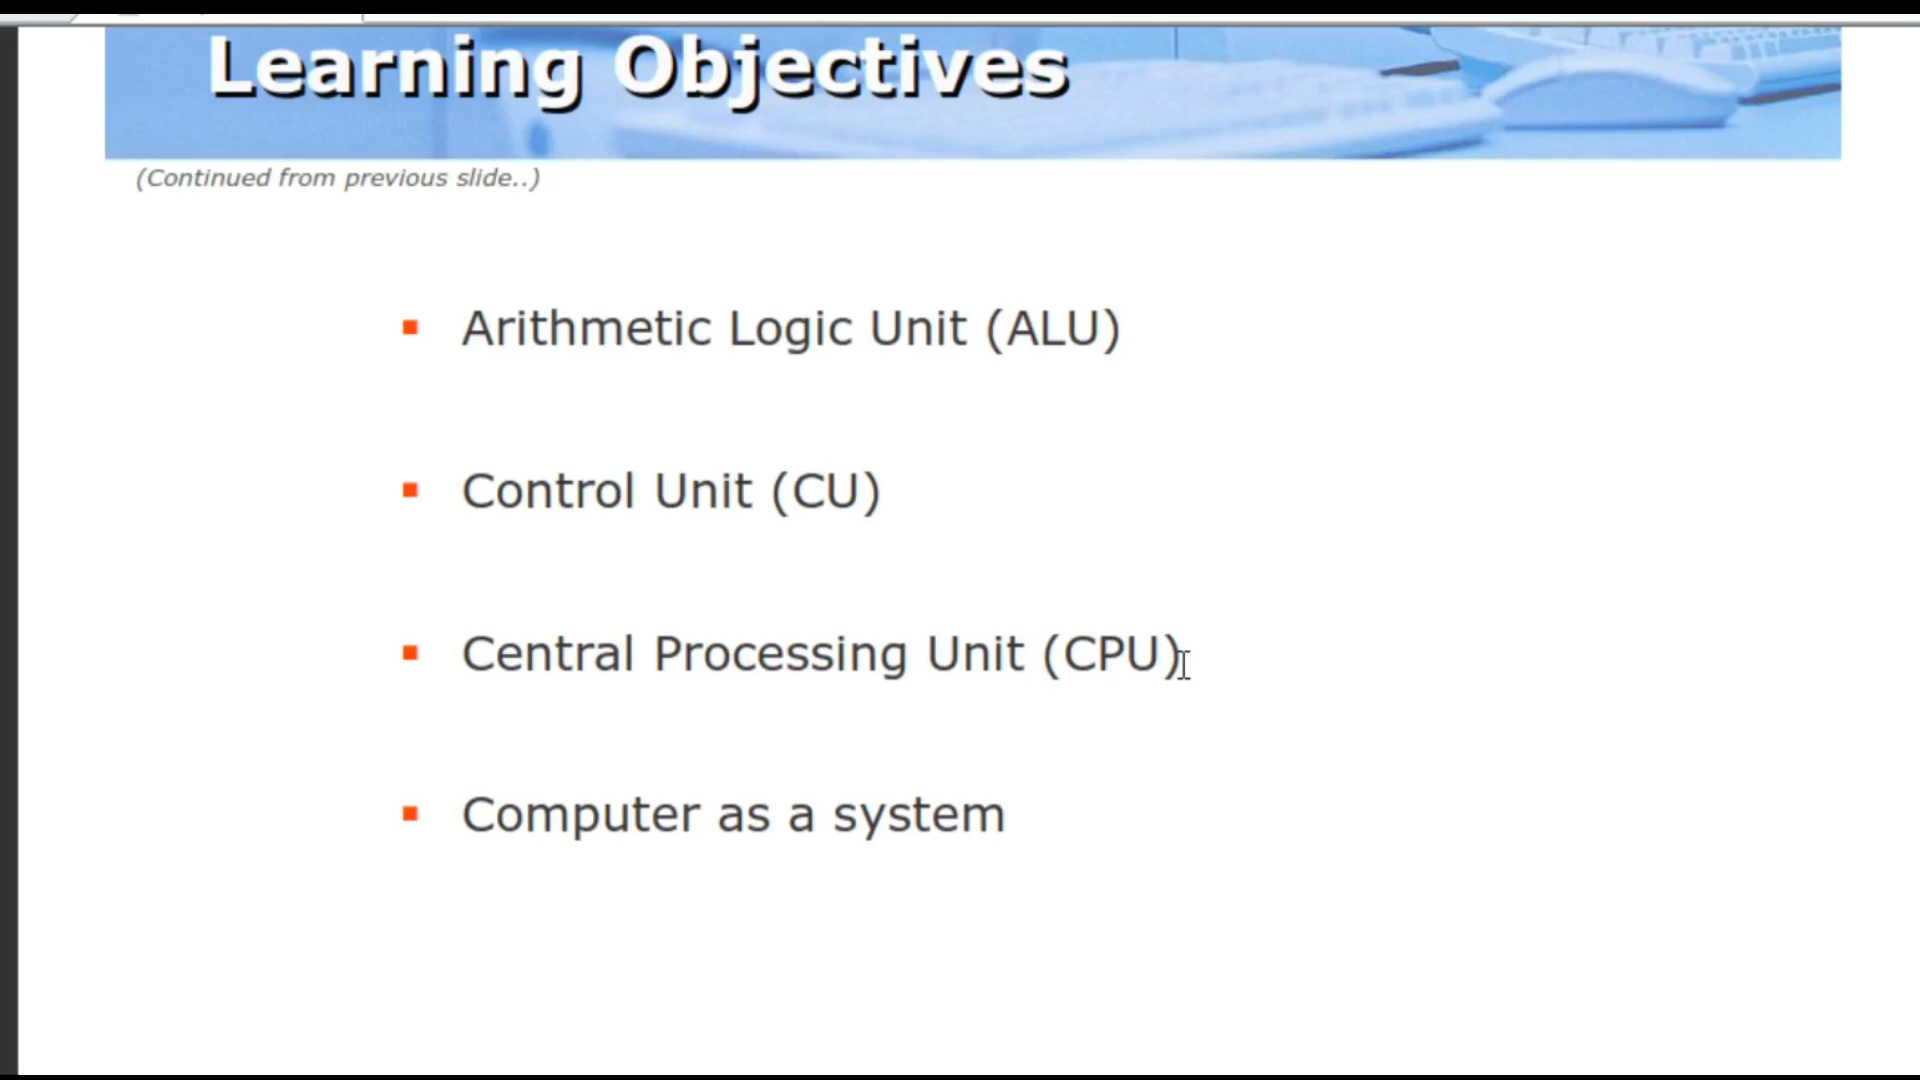 Learning Objectives
(Continued from previous slide..)
Arithmetic Logic Unit (ALU)
Control Unit (CU)
Central Processing Unit (CPU)
Computer as a system